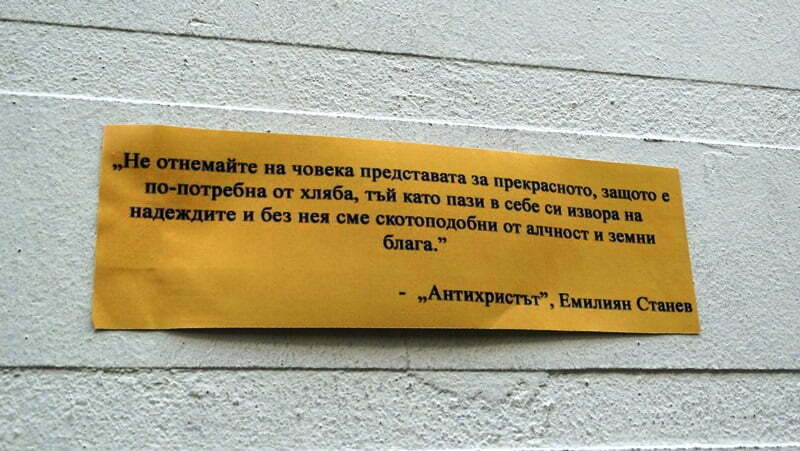 „Не отнемайте на човека представата за прекрасното, защото е
по-потребна от хляба, тъй като пази в себе си извора на
надеждите и без нея сме скотоподобни от алчност и земни
блага.”
- „Антихристът”, Емилиян Станев